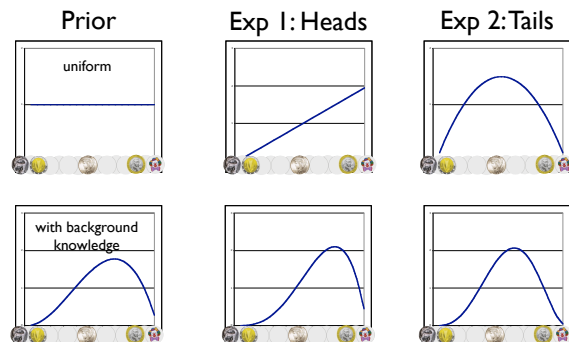 Prior
Exp 1: Heads
Exp 2: Tails
uniform
with background
knowledge